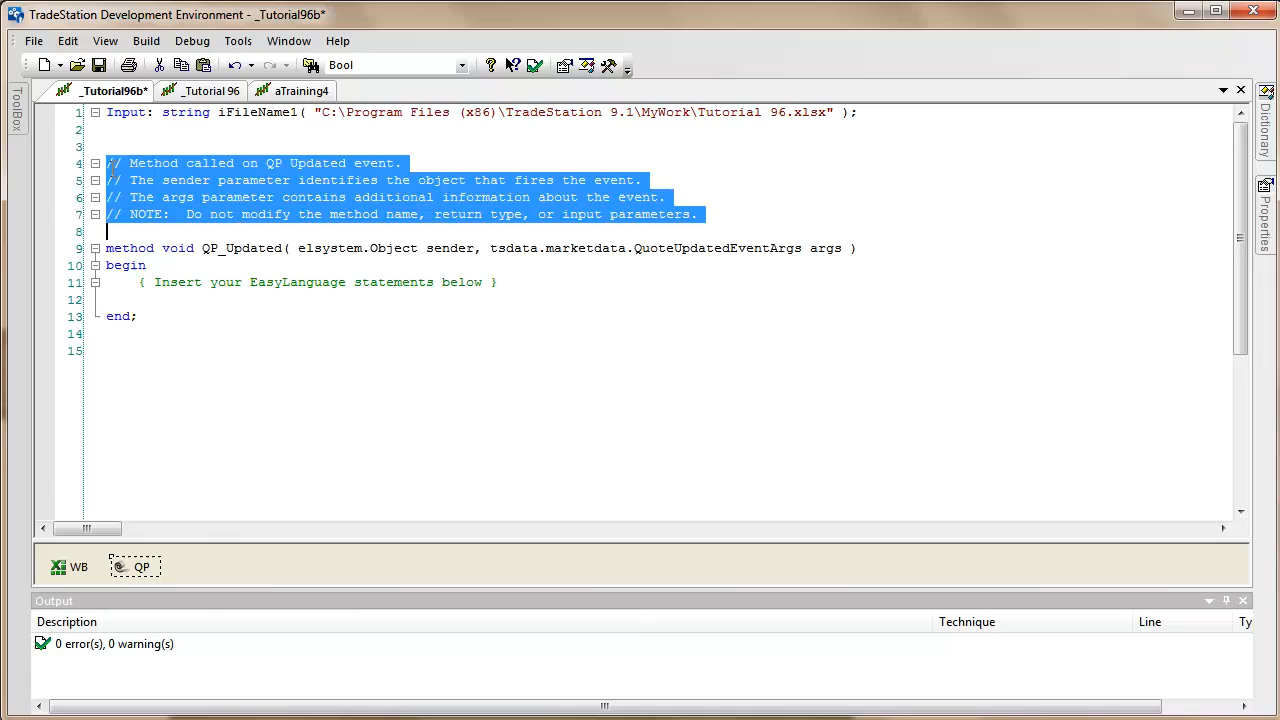 TradeStation Development Environment - _Tutorial96b*
File Edit View Build Debug Tools Window Help
Bool
_Tutorial96b* _Tutorial 96 aTraining4
ToolBox
Dictionary
Properties
1 Input: string iFileName1( "C:\Program Files (x86)\TradeStation 9.1\MyWork\Tutorial 96.xlsx" );
2
3
4 // Method called on QP Updated event.
5 // The sender parameter identifies the object that fires the event.
6 // The args parameter contains additional information about the event.
7 // NOTE: Do not modify the method name, return type, or input parameters.
8
9 method void QP_Updated( elsystem.Object sender, tsdata.marketdata.QuoteUpdatedEventArgs args )
10 begin
11 { Insert your EasyLanguage statements below }
12
13 end;
14
15
WB QP
Output
Description Technique Line Ty
0 error(s), 0 warning(s)